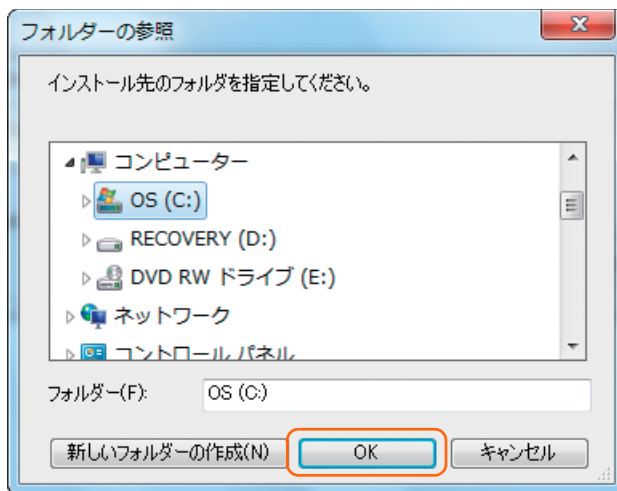 フォルダーの参照
インストール先のフォルダを指定してください。
コンピューター
OS (C:)
RECOVERY (D:)
DVD RW ドライブ (E:)
ネットワーク
コントロール パネル
フォルダー(F): OS (C:)
新しいフォルダーの作成(N) OK キャンセル